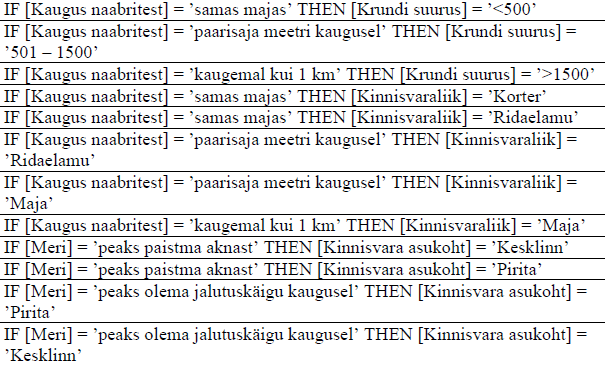 IF [Kaugus naabritest] = ’samas majas’ THEN [Krundi suurus] = ’<500’
IF [Kaugus naabritest] = ’paarisaja meetri kaugusel’ THEN [Krundi suurus] =
’501 – 1500’
IF [Kaugus naabritest] = ’kaugemal kui 1 km’ THEN [Krundi suurus] = ’>1500’
IF [Kaugus naabritest] = ’samas majas’ THEN [Kinnisvaraliik] = ’Korter’
IF [Kaugus naabritest] = ’samas majas’ THEN [Kinnisvaraliik] = ’Ridaelamu’
IF [Kaugus naabritest] = ’paarisaja meetri kaugusel’ THEN [Kinnisvaraliik] =
’Ridaelamu’
IF [Kaugus naabritest] = ’paarisaja meetri kaugusel’ THEN [Kinnisvaraliik] =
’Maja’
IF [Kaugus naabritest] = ’kaugemal kui 1 km’ THEN [Kinnisvaraliik] = ’Maja’
IF [Meri] = ’peaks paistma aknast’ THEN [Kinnisvara asukoht] = ’Kesklinn’
IF [Meri] = ’peaks paistma aknast’ THEN [Kinnisvara asukoht] = ’Pirita’
IF [Meri] = ’peaks olema jalutuskäigu kaugusel’ THEN [Kinnisvara asukoht] =
’Pirita’
IF [Meri] = ’peaks olema jalutuskäigu kaugusel’ THEN [Kinnisvara asukoht] =
’Kesklinn’